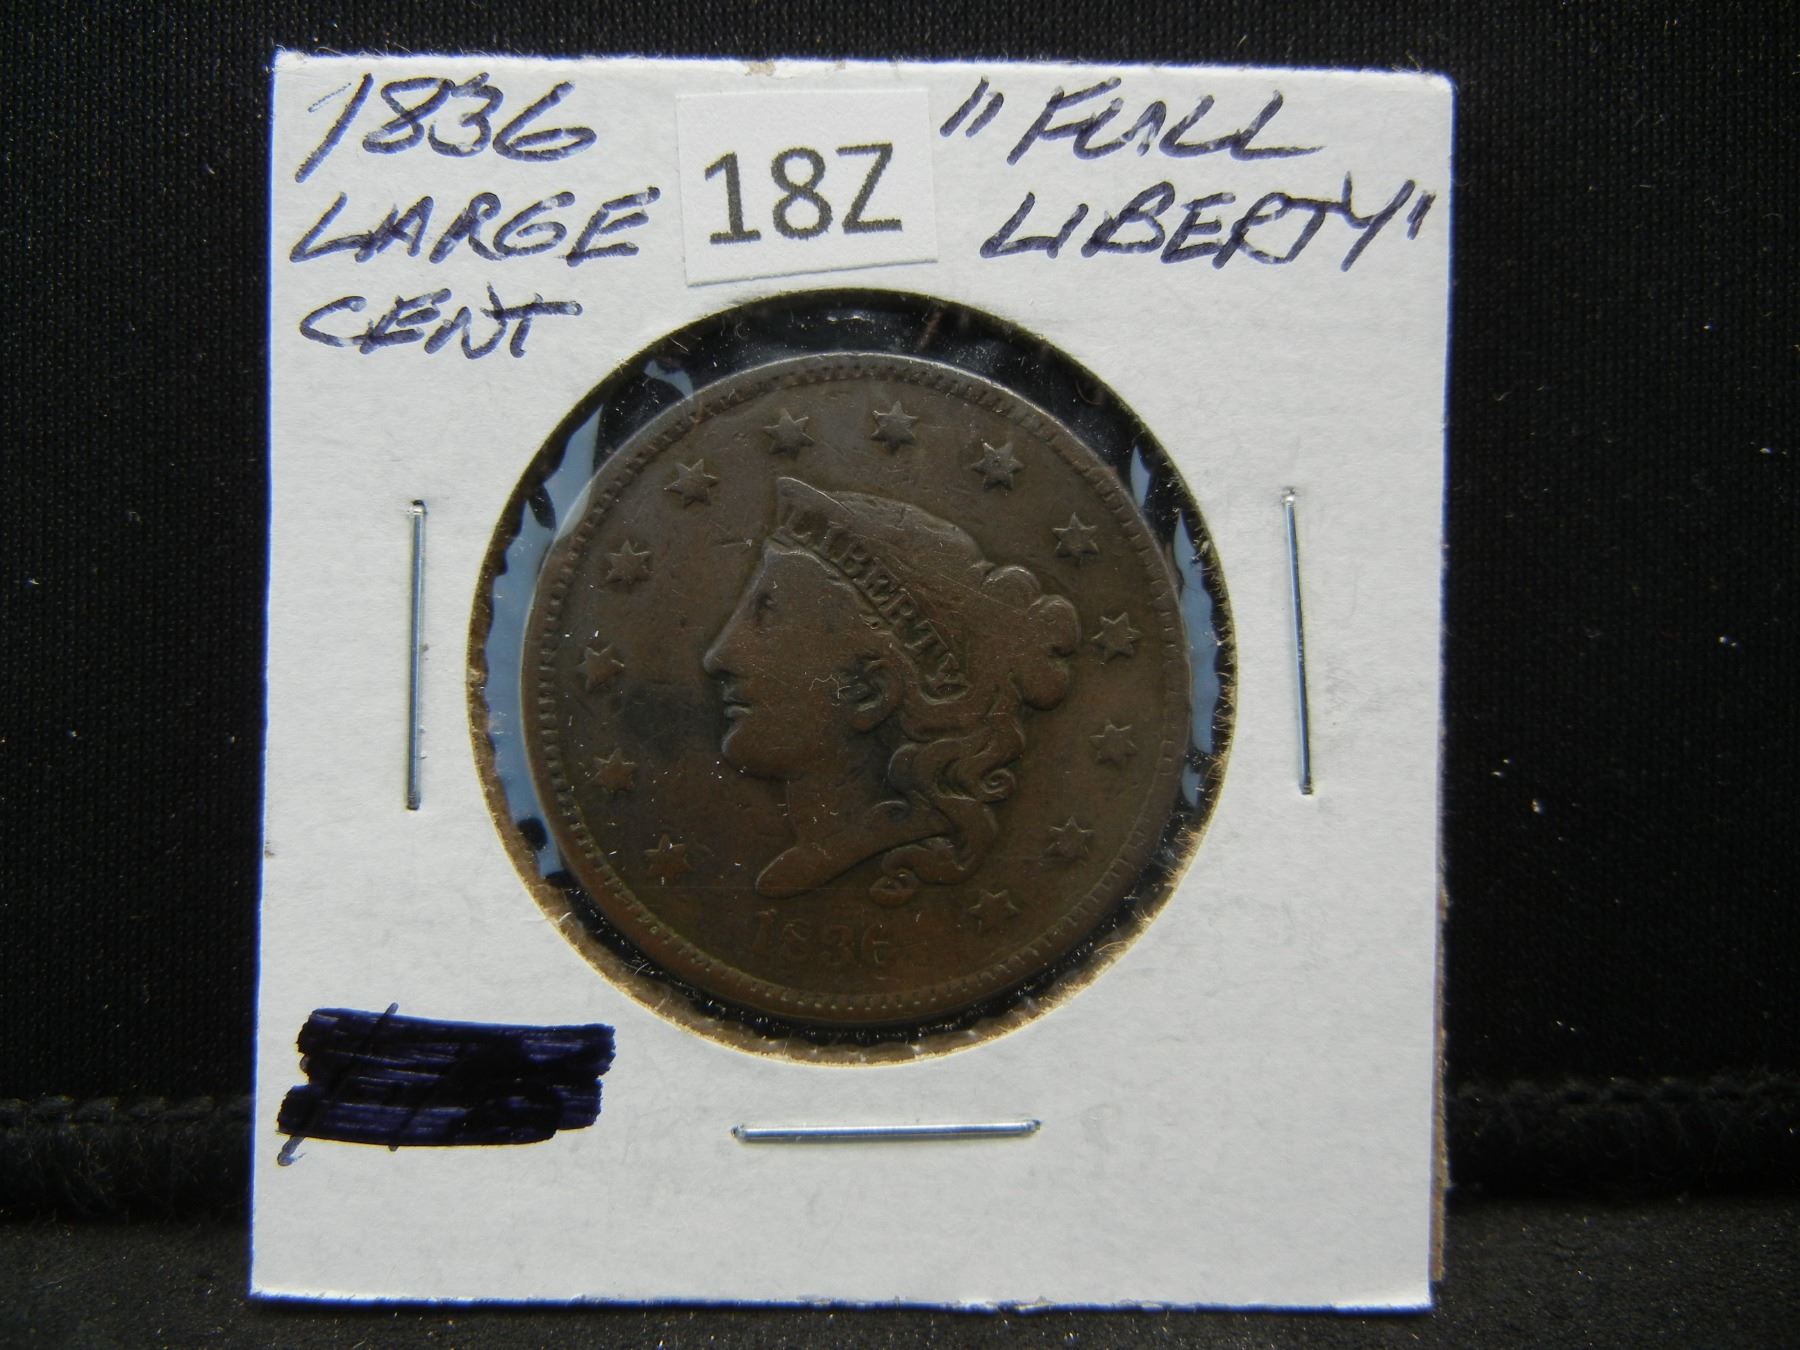 1836
LARGE
CENT
18Z
"FULL
LIBERTY"
LIBERTY
1836